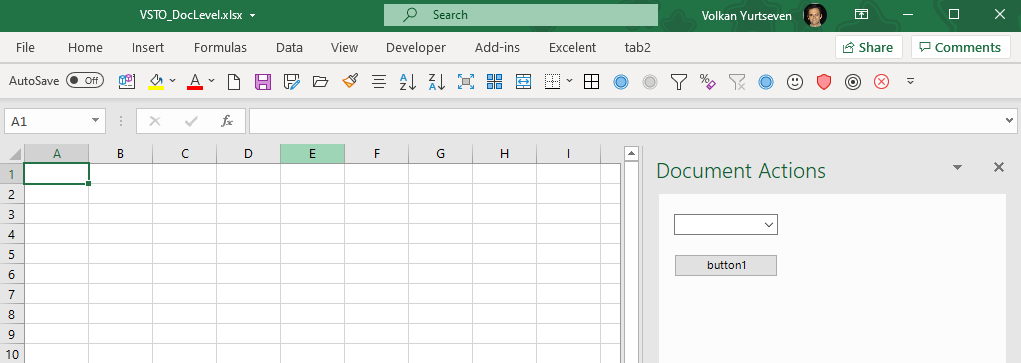 VSTO_DocLevel.xlsx
Search
Volkan Yurtseven
File Home Insert Formulas Data View Developer Add-ins Excelent tab2 Share Comments
AutoSave Off
A1 fx
A B C D E F G H I
Document Actions
1
2
3
button1
4
5
6
7
8
9
10